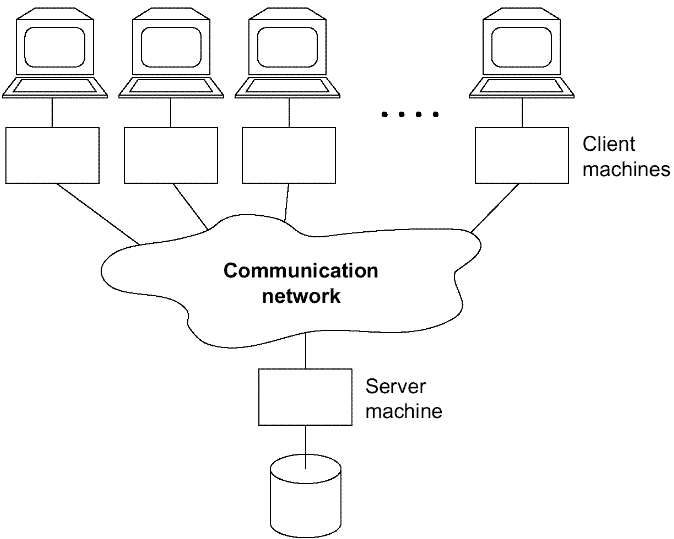 Client
machines
Communication
network
Server
machine